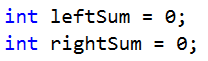 int leftSum = 0;
int rightSum = 0;